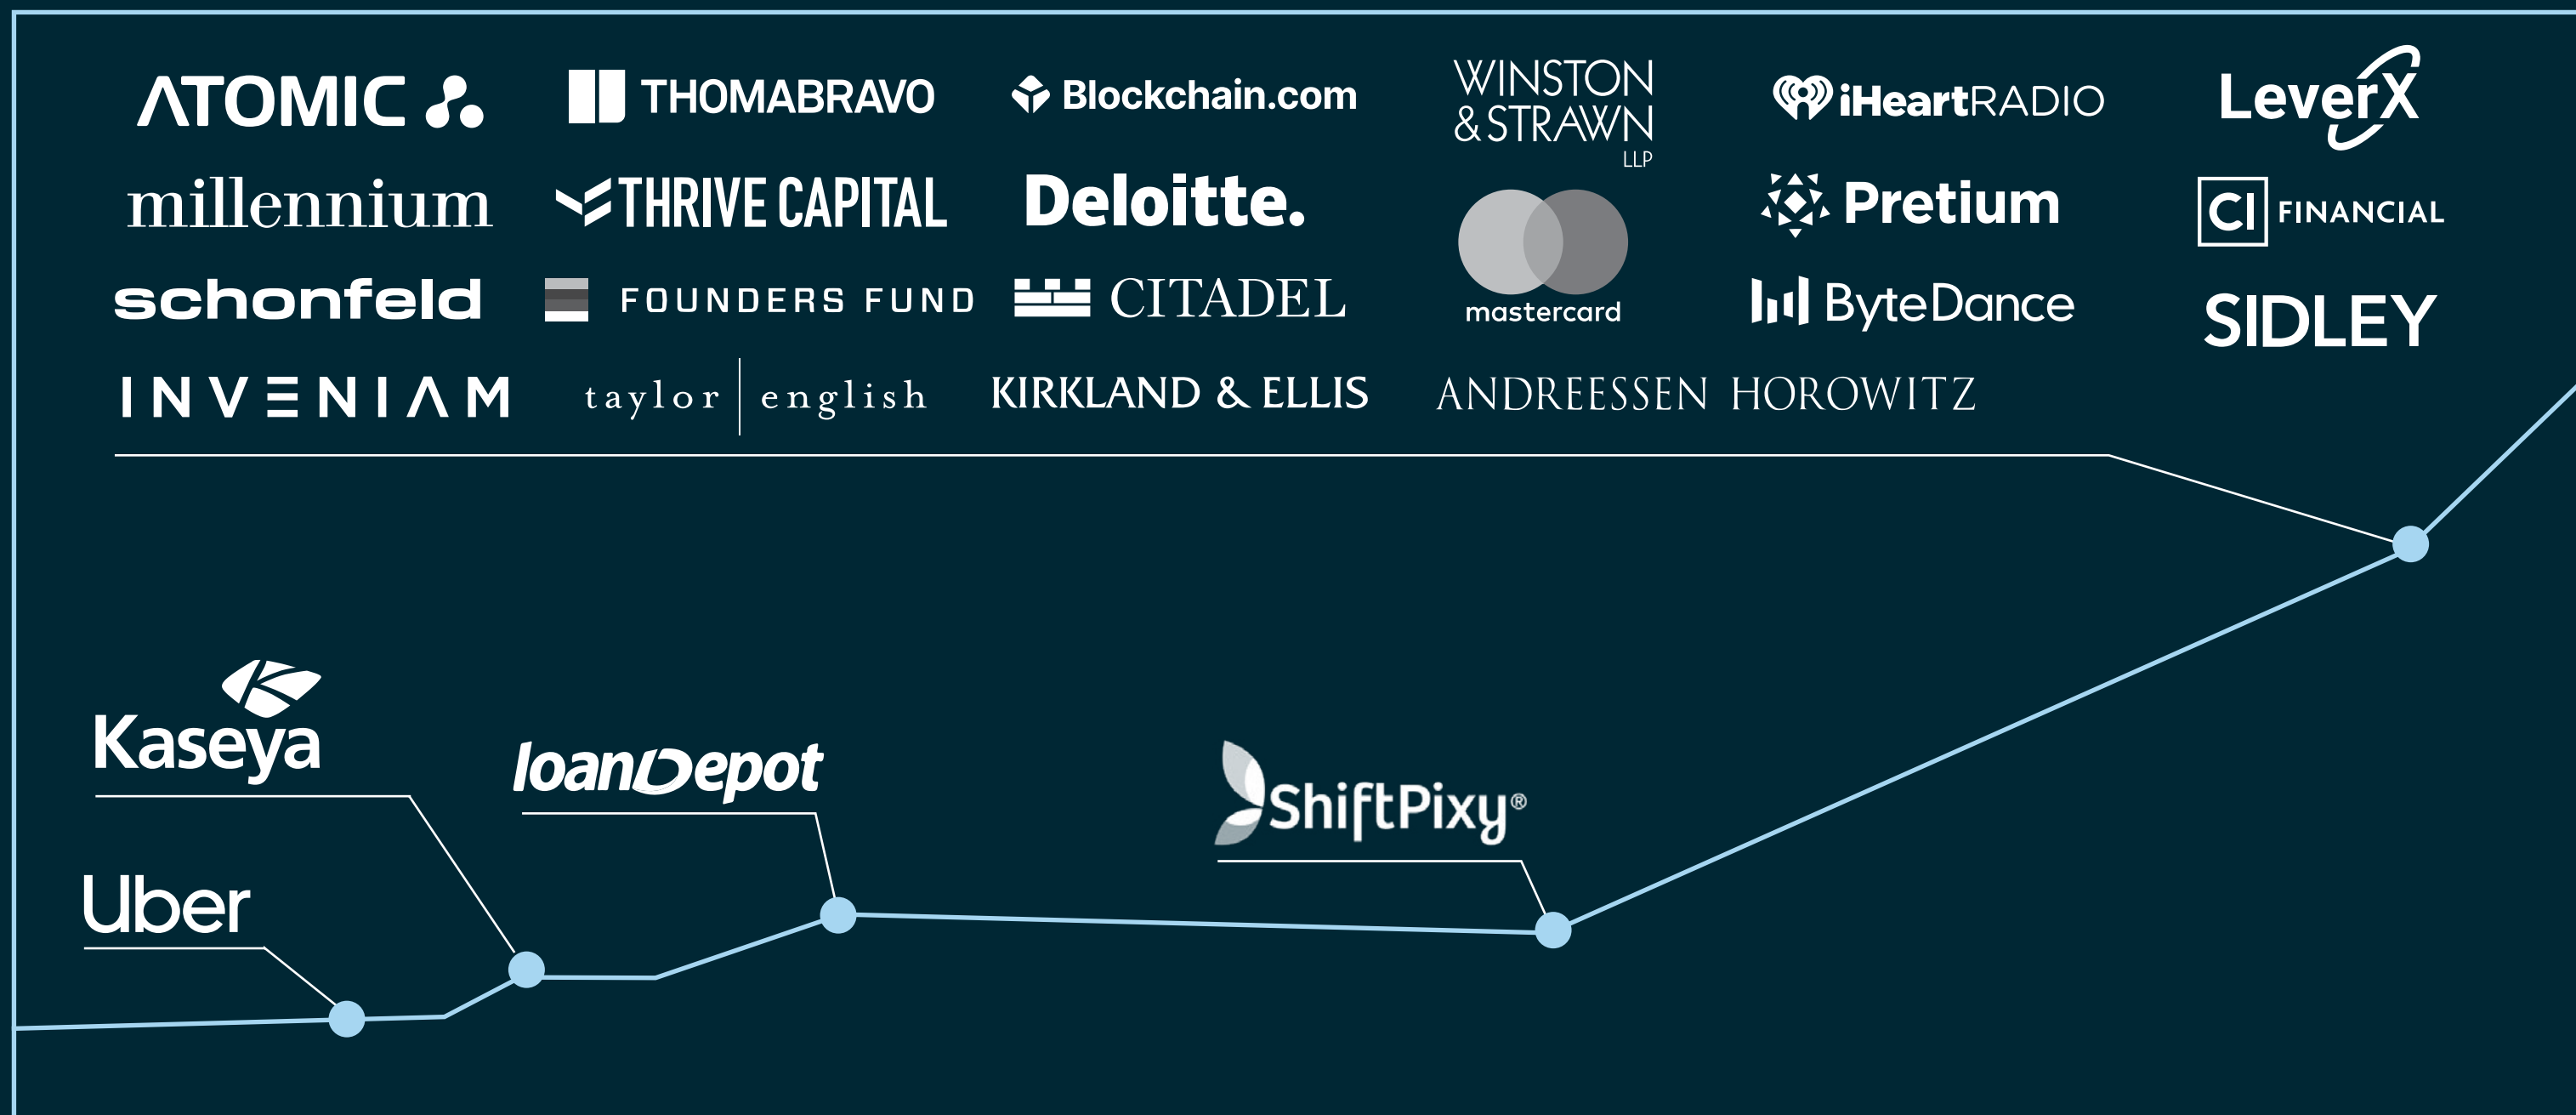 ATOMIC
THOMABRAVO
Blockchain.com
WINSTON
& STRAWN
LLP
iHeartRADIO
LeverX
millennium
THRIVE CAPITAL
Deloitte.
mastercard
Pretium
CI FINANCIAL
schonfeld
FOUNDERS FUND
CITADEL
ByteDance
SIDLEY
INVENIAM
taylor | english
KIRKLAND & ELLIS
ANDREESSEN HOROWITZ
Kaseya
loanDepot
ShiftPixy®
Uber